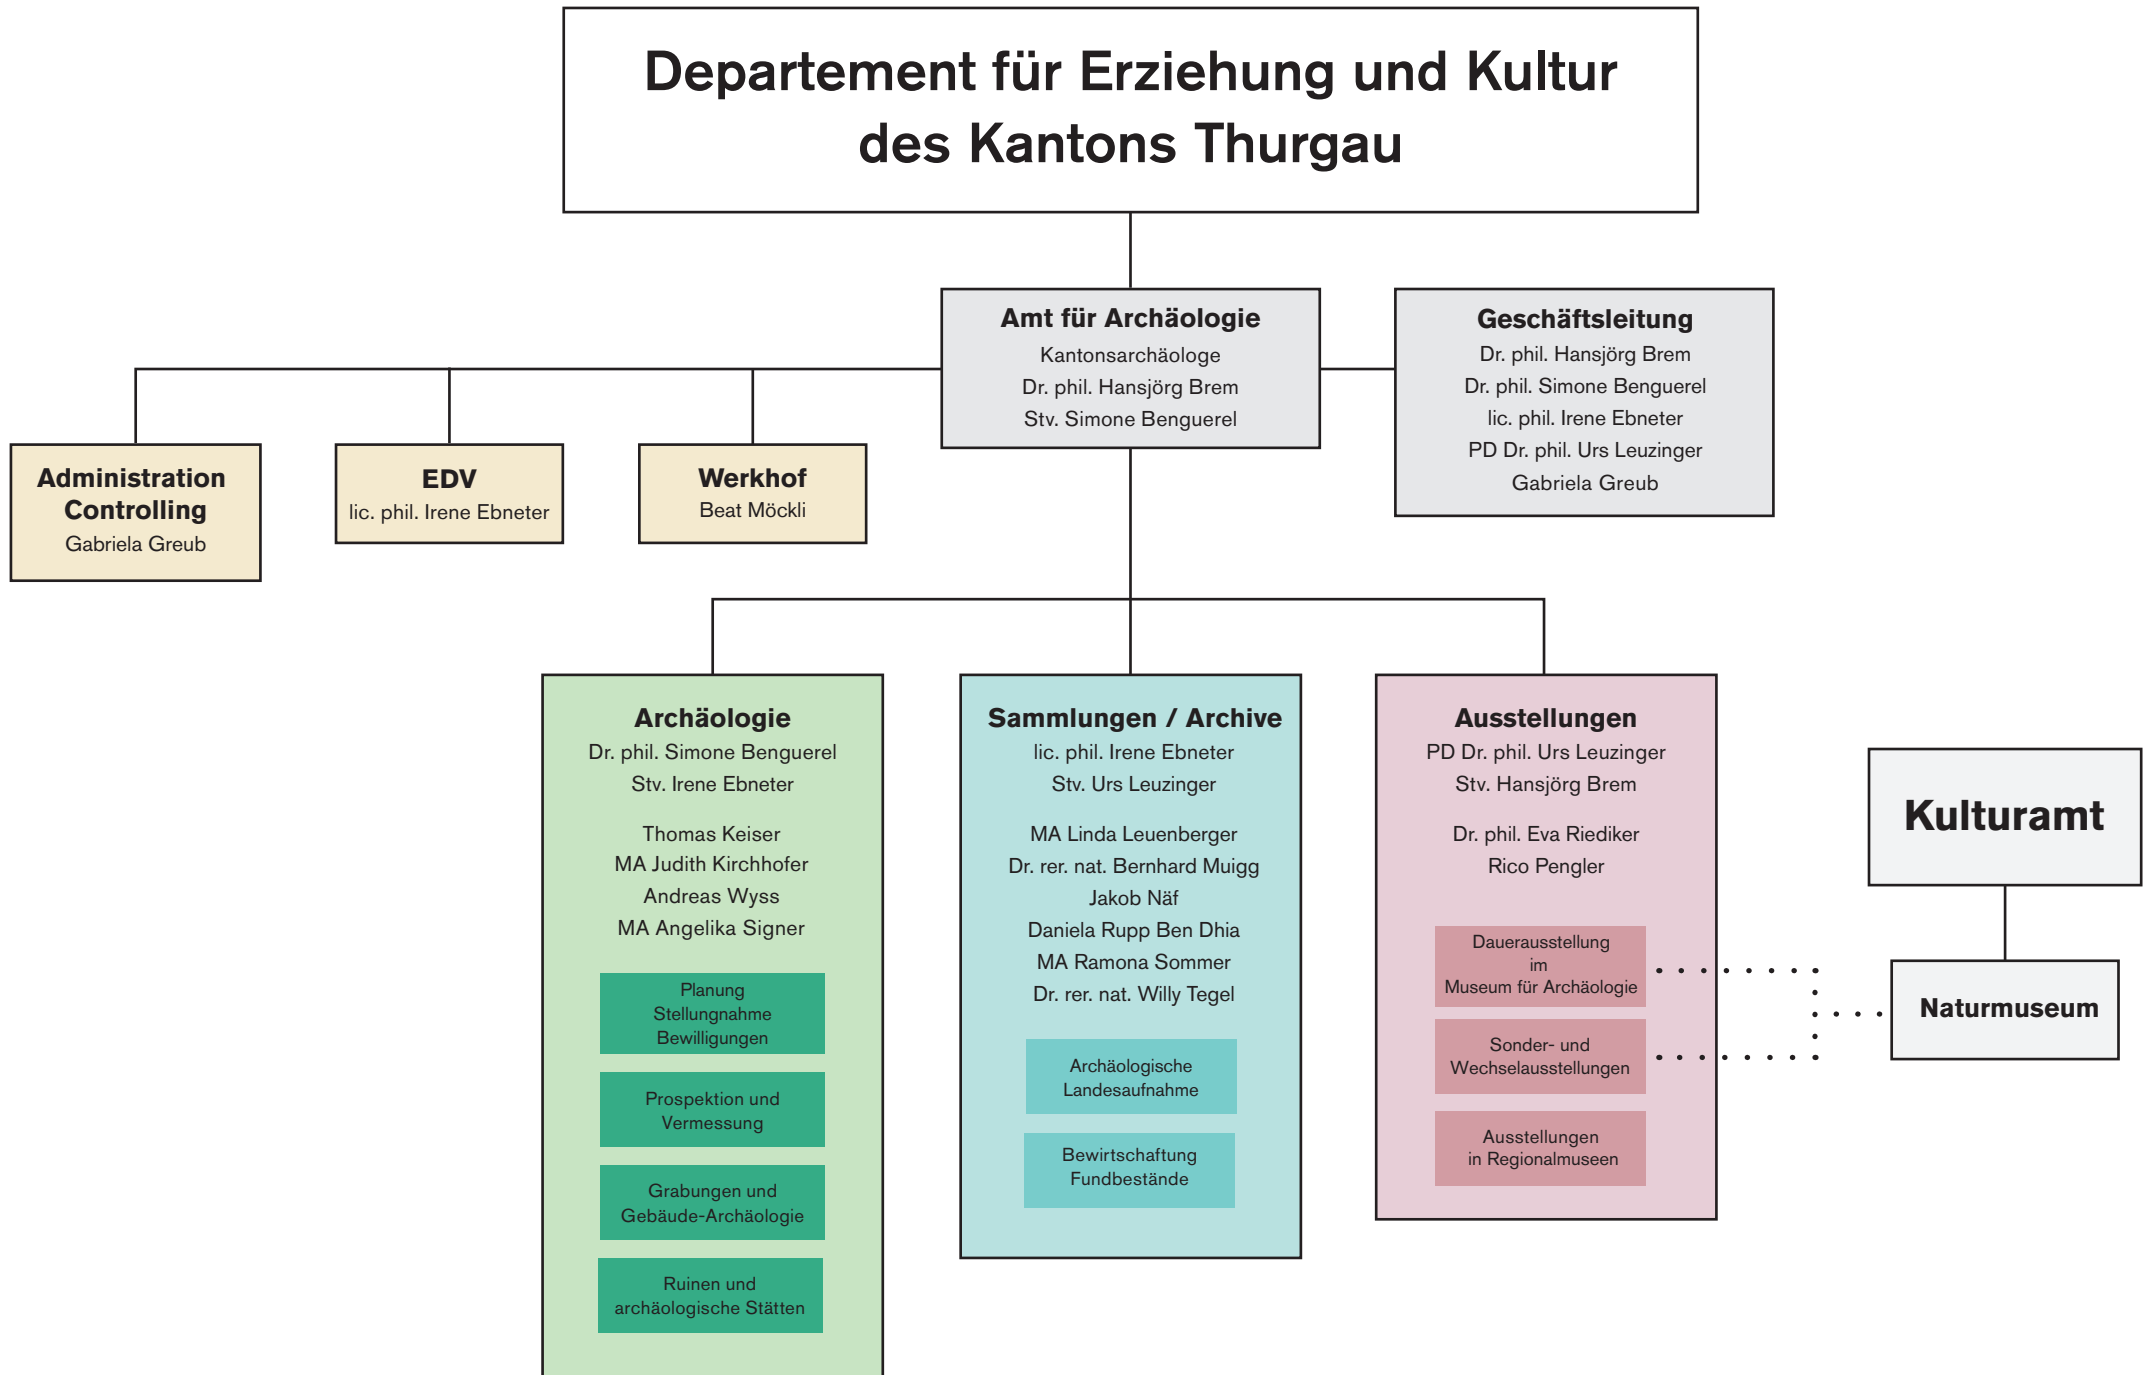 Departement für Erziehung und Kultur
des Kantons Thurgau
Amt für Archäologie
Kantonsarchäologe
Dr. phil. Hansjörg Brem
Stv. Simone Benguerel
Geschäftsleitung
Dr. phil. Hansjörg Brem
Dr. phil. Simone Benguerel
lic. phil. Irene Ebneter
PD Dr. phil. Urs Leuzinger
Gabriela Greub
Administration
Controlling
Gabriela Greub
EDV
lic. phil. Irene Ebneter
Werkhof
Beat Möckli
Archäologie
Dr. phil. Simone Benguerel
Stv. Irene Ebneter
Thomas Keiser
MA Judith Kirchhofer
Andreas Wyss
MA Angelika Signer
Planung
Stellungnahme
Bewilligungen
Prospektion und
Vermessung
Grabungen und
Gebäude-Archäologie
Ruinen und
archäologische Stätten
Sammlungen / Archive
lic. phil. Irene Ebneter
Stv. Urs Leuzinger
MA Linda Leuenberger
Dr. rer. nat. Bernhard Muigg
Jakob Näf
Daniela Rupp Ben Dhia
MA Ramona Sommer
Dr. rer. nat. Willy Tegel
Archäologische
Landesaufnahme
Bewirtschaftung
Fundbestände
Ausstellungen
PD Dr. phil. Urs Leuzinger
Stv. Hansjörg Brem
Dr. phil. Eva Riediker
Rico Pengler
Dauerausstellung
im
Museum für Archäologie
Sonder- und
Wechselausstellungen
Ausstellungen
in Regionalmuseen
Kulturamt
Naturmuseum